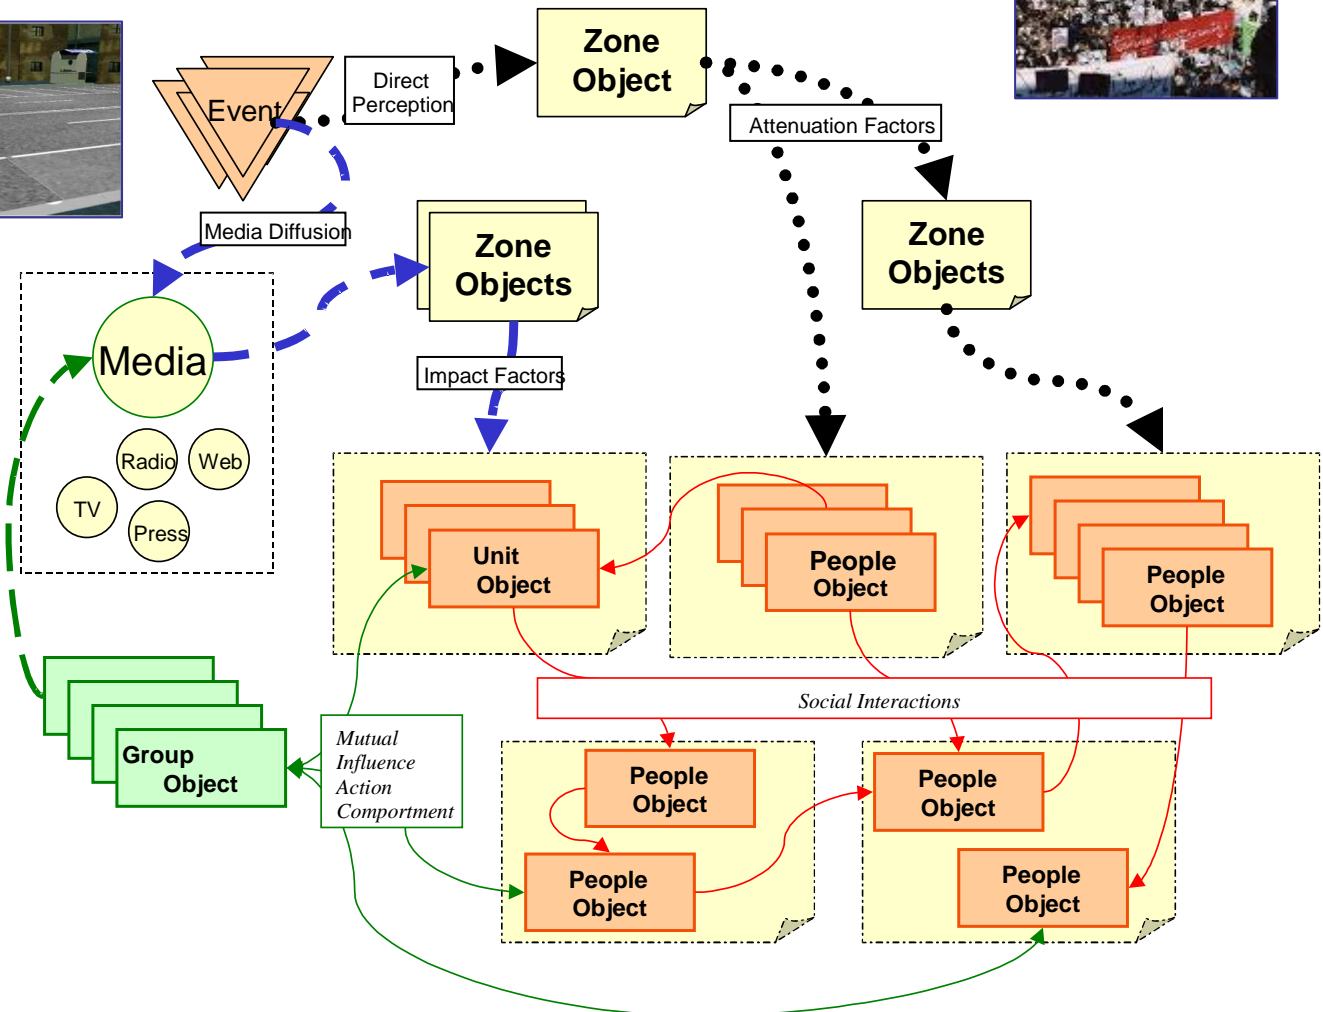 Zone
Object
Direct
Perception
Event
Attenuation Factors
Media Diffusion
Zone
Objects
Zone
Objects
Media
Impact Factors
Radio
Web
TV
Press
Unit
Object
People
Object
People
Object
Social Interactions
Group
Object
Mutual
Influence
Action
Comportment
People
Object
People
Object
People
Object
People
Object